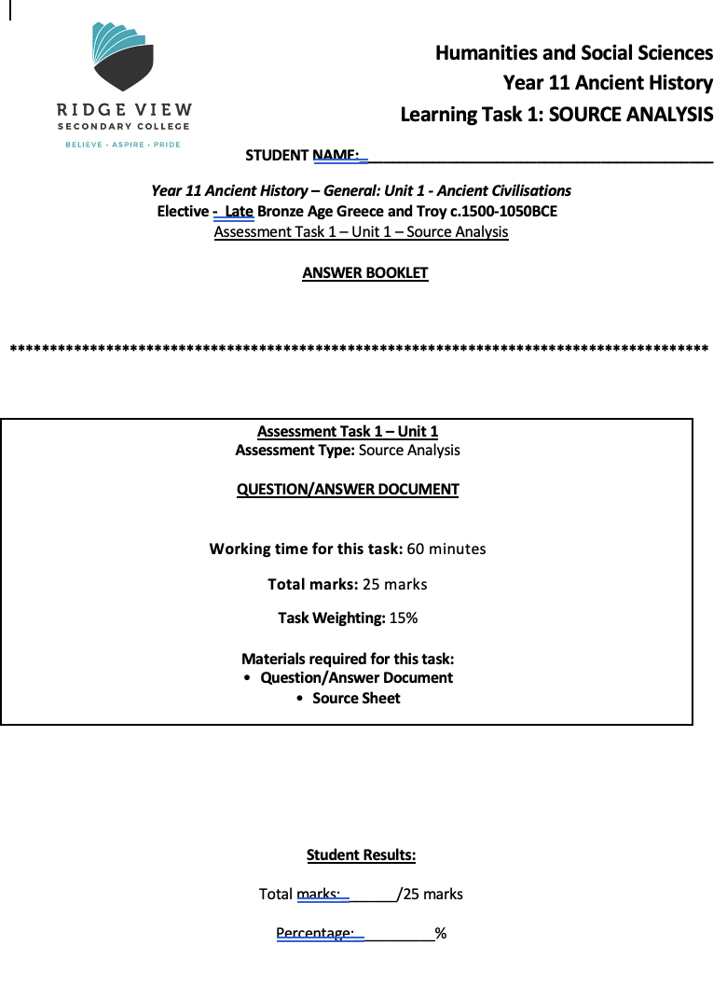 RIDGE VIEW
SECONDARY COLLEGE
BELIEVE - ASPIRE - PRIDE
Humanities and Social Sciences
Year 11 Ancient History
Learning Task 1: SOURCE ANALYSIS
STUDENT NAME:_______________________________________________
Year 11 Ancient History – General: Unit 1 - Ancient Civilisations
Elective -  Late Bronze Age Greece and Troy c.1500-1050BCE
Assessment Task 1 – Unit 1 – Source Analysis
ANSWER BOOKLET
****************************************************************************************
Assessment Task 1 – Unit 1
Assessment Type: Source Analysis
QUESTION/ANSWER DOCUMENT
Working time for this task: 60 minutes
Total marks: 25 marks
Task Weighting: 15%
Materials required for this task:
• Question/Answer Document
• Source Sheet
Student Results:
Total marks:_______/25 marks
Percentage:__________%